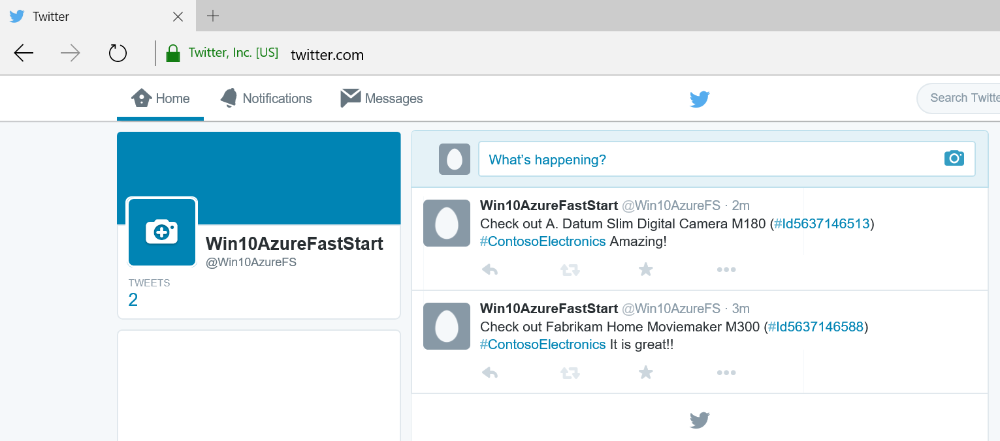 Twitter
Twitter, Inc. [US] twitter.com
Home Notifications Messages Search Twitte
What's happening?
Win10AzureFastStart
@Win10AzureFS
TWEETS
2
Win10AzureFastStart @Win10AzureFS · 2m
Check out A. Datum Slim Digital Camera M180 (#Id5637146513)
#ContosoElectronics Amazing!
Win10AzureFastStart @Win10AzureFS · 3m
Check out Fabrikam Home Moviemaker M300 (#Id5637146588)
#ContosoElectronics It is great!!